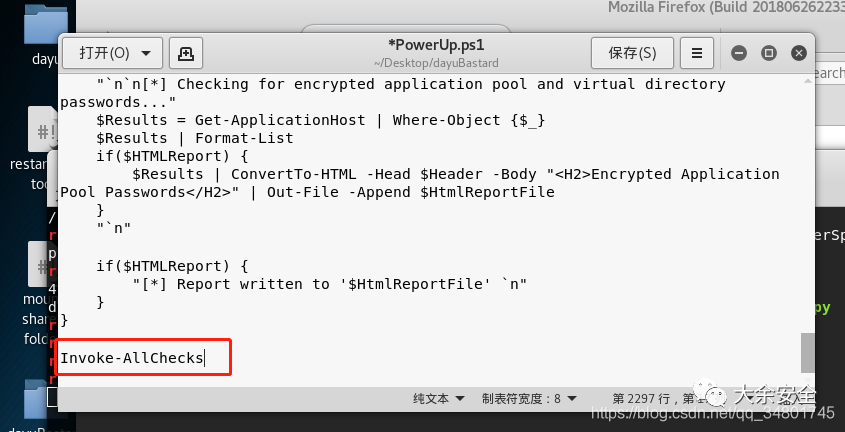 Mozilla Firefox (Build 20180626223
dayu
打开(O)
*PowerUp.ps1
~/Desktop/dayuBastard
保存(S)
earch
"`n`n[*] Checking for encrypted application pool and virtual directory
passwords..."
$Results = Get-ApplicationHost | Where-Object {$_}
$Results | Format-List
if($HTMLReport) {
$Results | ConvertTo-HTML -Head $Header -Body "<H2>Encrypted Application
Pool Passwords</H2>" | Out-File -Append $HtmlReportFile
}
"`n"
if($HTMLReport) {
"[*] Report written to '$HtmlReportFile' `n"
}
}
Invoke-AllChecks
#!
restar
too
erSp
py
mou
share
folde
纯文本
制表符宽度：8
第 2297 行，第
大余安全
https://blog.csdn.net/qq_34801745